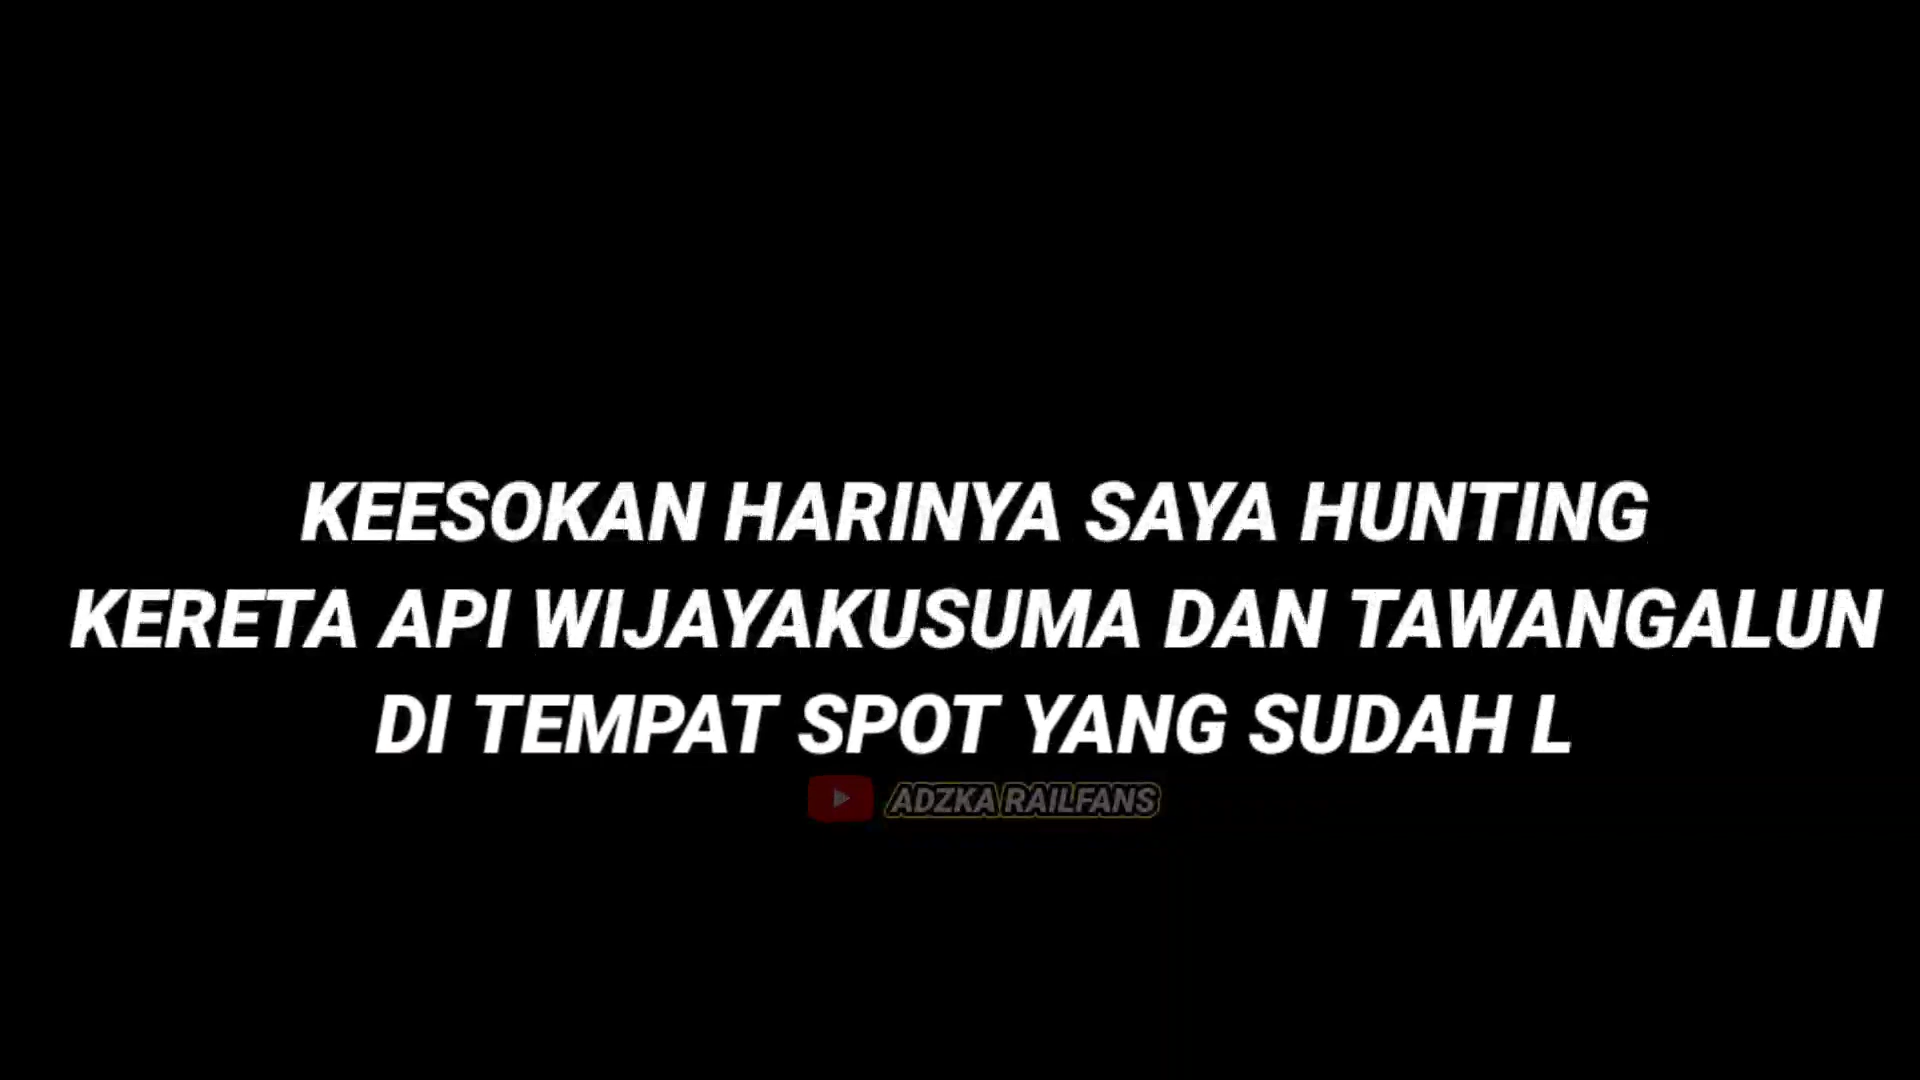 KEESOKAN HARINYA SAYA HUNTING
KERETA API WIJAYAKUSUMA DAN TAWANGALUN
DI TEMPAT SPOT YANG SUDAH L
ADZKA RAILFANS